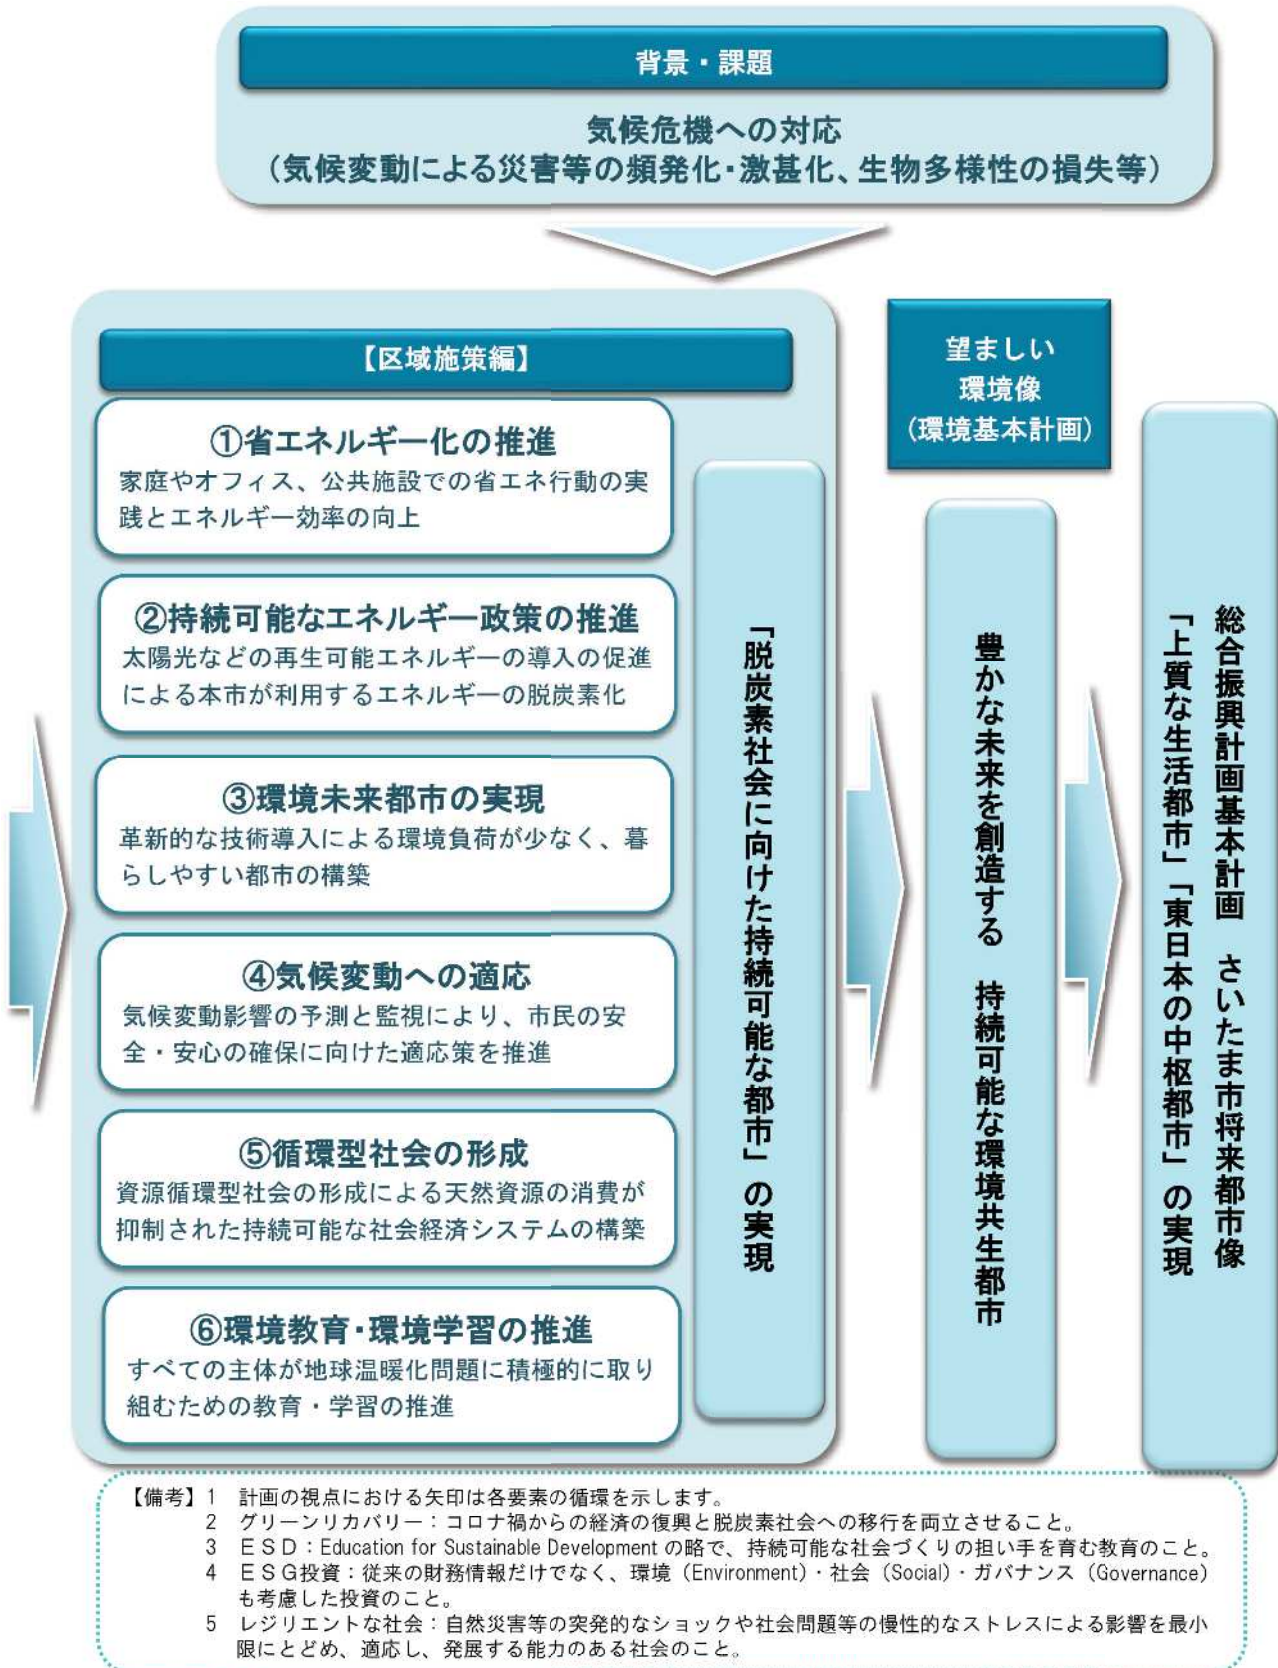 背景・課題
気候危機への対応
（気候変動による災害等の頻発化・激甚化、生物多様性の損失等）
【区域施策編】
①省エネルギー化の推進
家庭やオフィス、公共施設での省エネ行動の実
践とエネルギー効率の向上
②持続可能なエネルギー政策の推進
太陽光などの再生可能エネルギーの導入の促進
による本市が利用するエネルギーの脱炭素化
③環境未来都市の実現
革新的な技術導入による環境負荷が少なく、暮
らしやすい都市の構築
④気候変動への適応
気候変動影響の予測と監視により、市民の安
全・安心の確保に向けた適応策を推進
⑤循環型社会の形成
資源循環型社会の形成による天然資源の消費が
抑制された持続可能な社会経済システムの構築
⑥環境教育・環境学習の推進
すべての主体が地球温暖化問題に積極的に取り
組むための教育・学習の推進
「脱炭素社会に向けた持続可能な都市」の実現
望ましい
環境像
（環境基本計画）
豊かな未来を創造する　持続可能な環境共生都市
総合振興計画基本計画　さいたま市将来都市像
「上質な生活都市」「東日本の中枢都市」の実現
【備考】1　計画の視点における矢印は各要素の循環を示します。
2　グリーンリカバリー：コロナ禍からの経済の復興と脱炭素社会への移行を両立させること。
3　ＥＳＤ：Education for Sustainable Development の略で、持続可能な社会づくりの担い手を育む教育のこと。
4　ＥＳＧ投資：従来の財務情報だけでなく、環境（Environment）・社会（Social）・ガバナンス（Governance）
も考慮した投資のこと。
5　レジリエントな社会：自然災害等の突発的なショックや社会問題等の慢性的なストレスによる影響を最小
限にとどめ、適応し、発展する能力のある社会のこと。